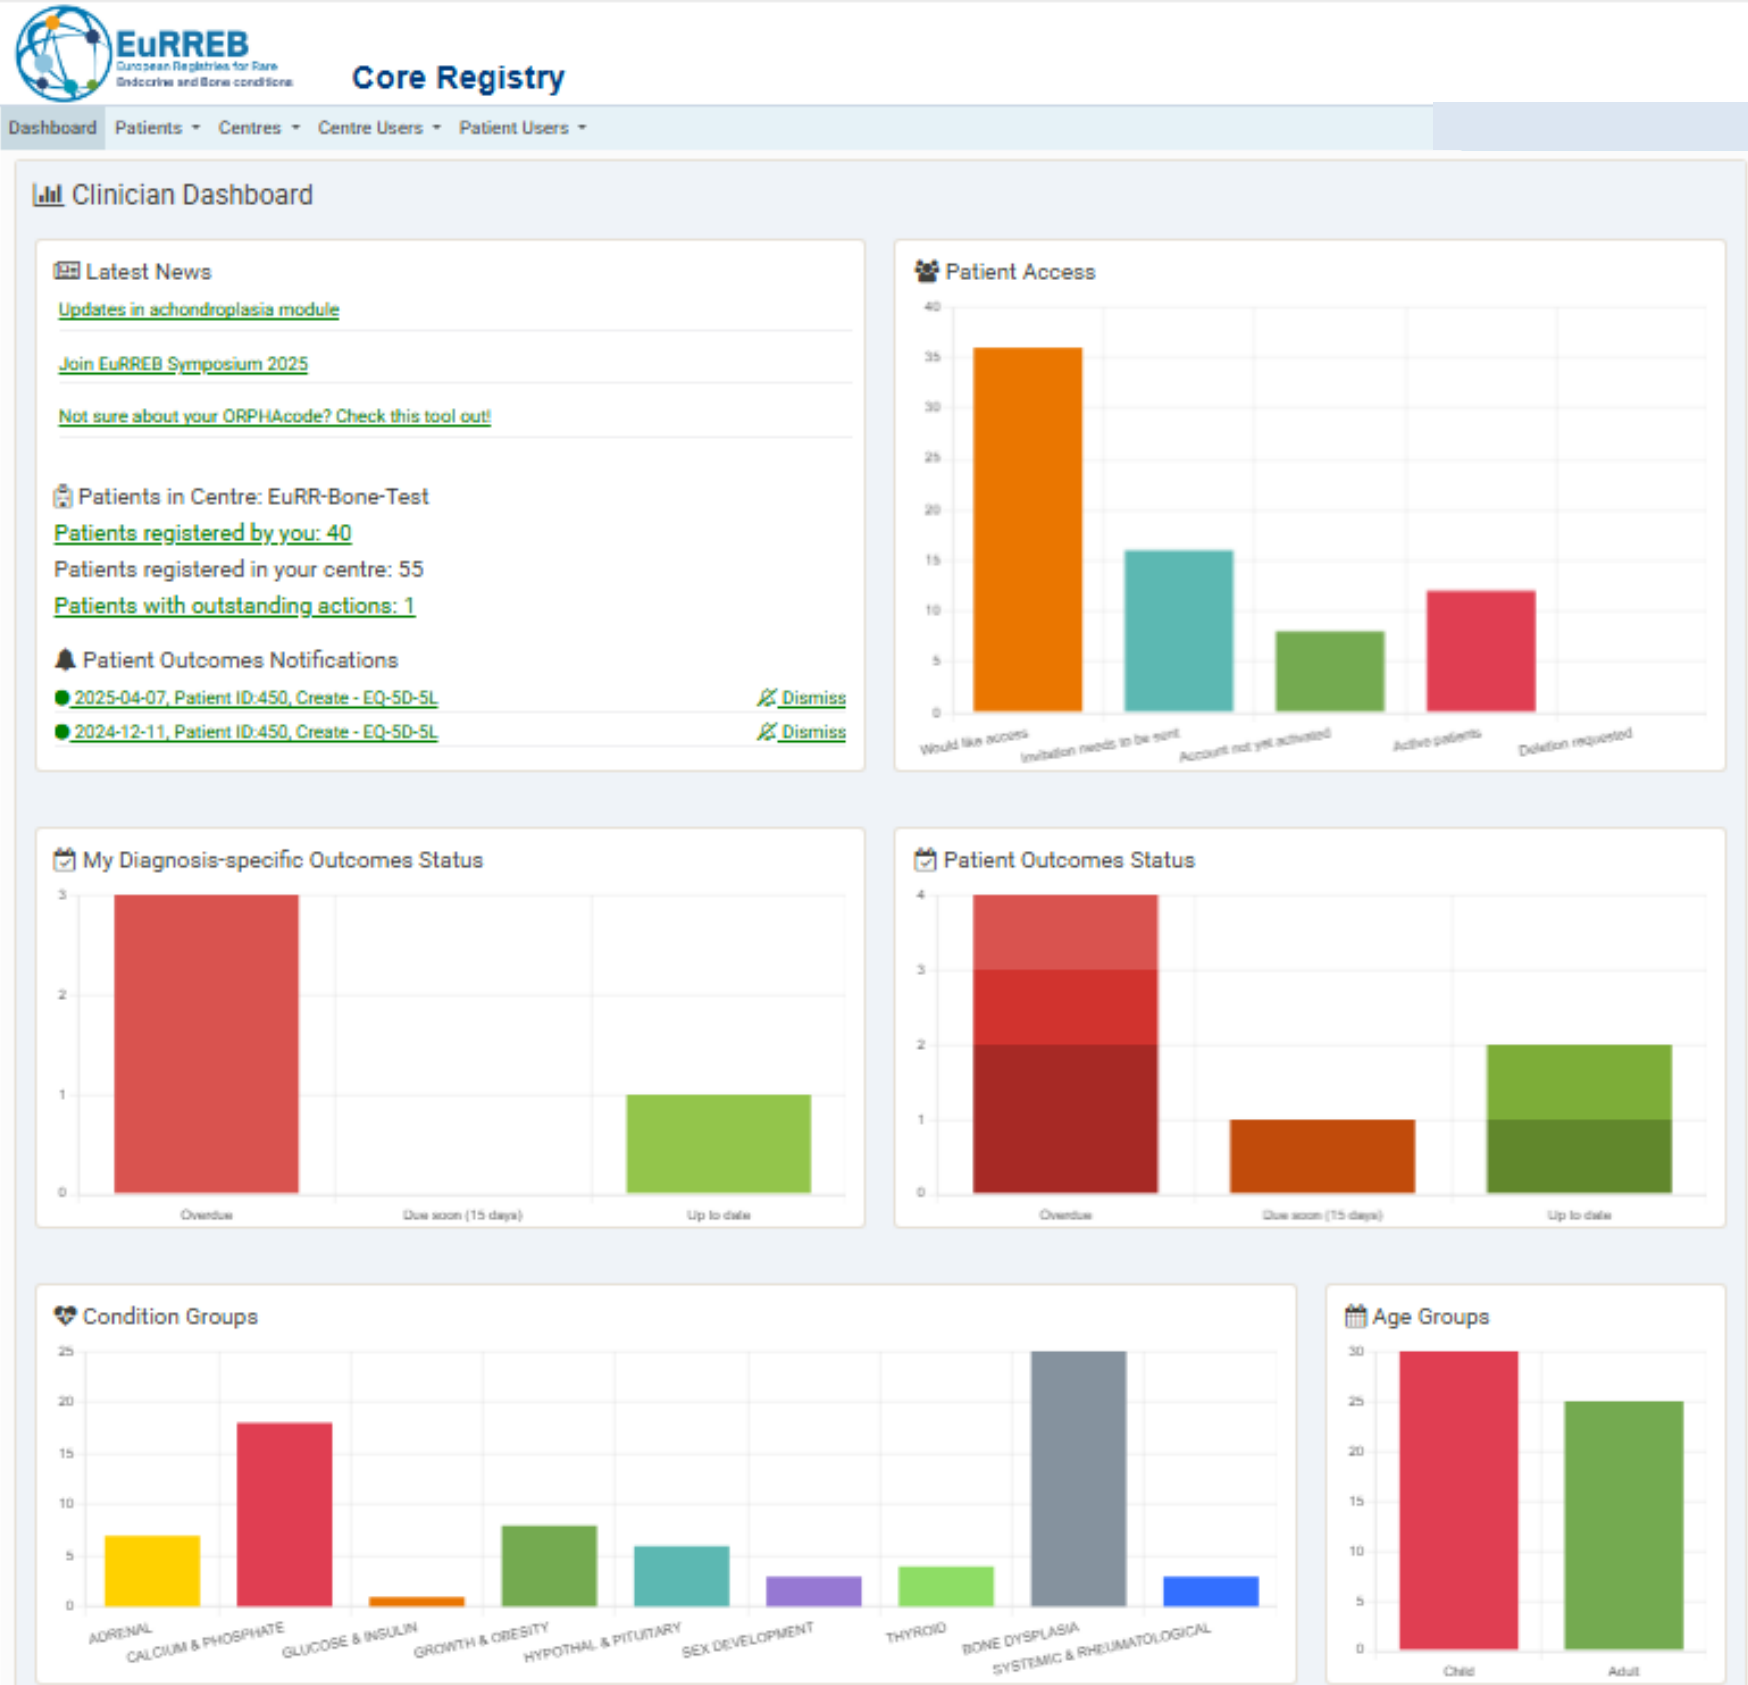 EuRREB
European Registries for Rare
Endocrine and Bone conditions
Core Registry
Dashboard Patients Centres Centre Users Patient Users
Clinician Dashboard
Latest News
Updates in achondroplasia module
Join EuRREB Symposium 2025
Not sure about your ORPHAcode? Check this tool out!
Patients in Centre: EuRR-Bone-Test
Patients registered by you: 40
Patients registered in your centre: 55
Patients with outstanding actions: 1
Patient Outcomes Notifications
2025-04-07, Patient ID:450, Create - EQ-5D-5L Dismiss
2024-12-11, Patient ID:450, Create - EQ-5D-5L Dismiss
Patient Access
40
35
30
25
20
15
10
5
0
Would like access
Invitation needs to be sent
Account not yet activated
Active patients
Deletion requested
My Diagnosis-specific Outcomes Status
3
2
1
0
Overdue
Due soon (15 days)
Up to date
Patient Outcomes Status
4
3
2
1
0
Overdue
Due soon (15 days)
Up to date
Condition Groups
25
20
15
10
5
0
ADRENAL
CALCIUM & PHOSPHATE
GLUCOSE & INSULIN
GROWTH & OBESITY
HYPOTHAL & PITUITARY
SEX DEVELOPMENT
THYROID
BONE DYSPLASIA
SYSTEMIC & RHEUMATOLOGICAL
Age Groups
30
25
20
15
10
5
0
Child
Adult